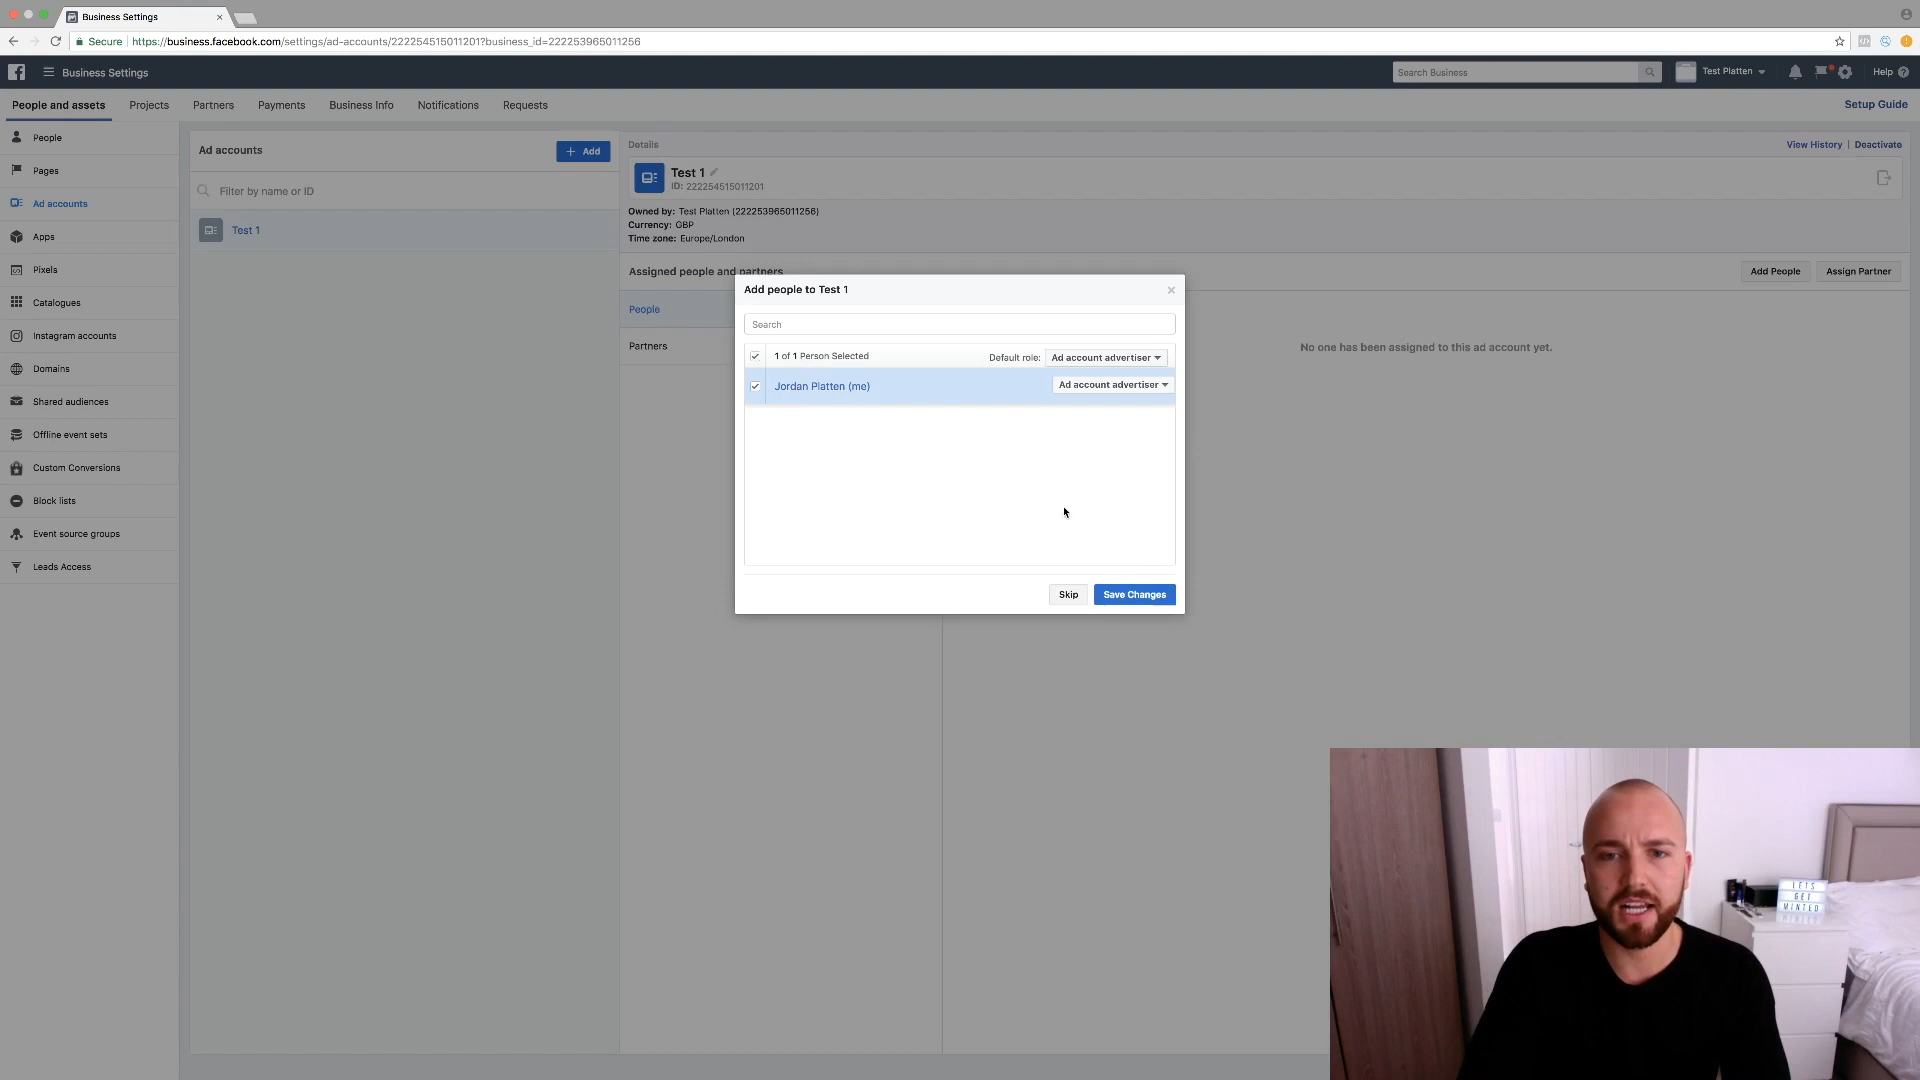 Business Settings
Secure
https://business.facebook.com/settings/ad-accounts/222254515011201?business_id=222253965011256
Business Settings
Search Business
Test Platten
Help
People and assets
Projects
Partners
Payments
Business Info
Notifications
Requests
Setup Guide
People
Pages
Ad accounts
Apps
Pixels
Catalogues
Instagram accounts
Domains
Shared audiences
Offline event sets
Custom Conversions
Block lists
Event source groups
Leads Access
Ad accounts
+ Add
Filter by name or ID
Test 1
Details
View History | Deactivate
Test 1
ID: 222254515011201
Owned by: Test Platten (222253965011256)
Currency: GBP
Time zone: Europe/London
Assigned people and partners
Add People
Assign Partner
People
Partners
No one has been assigned to this ad account yet.
Add people to Test 1
Search
1 of 1 Person Selected
Default role: Ad account advertiser
Jordan Platten (me)
Ad account advertiser
Skip
Save Changes
LETS
GET
MINTED